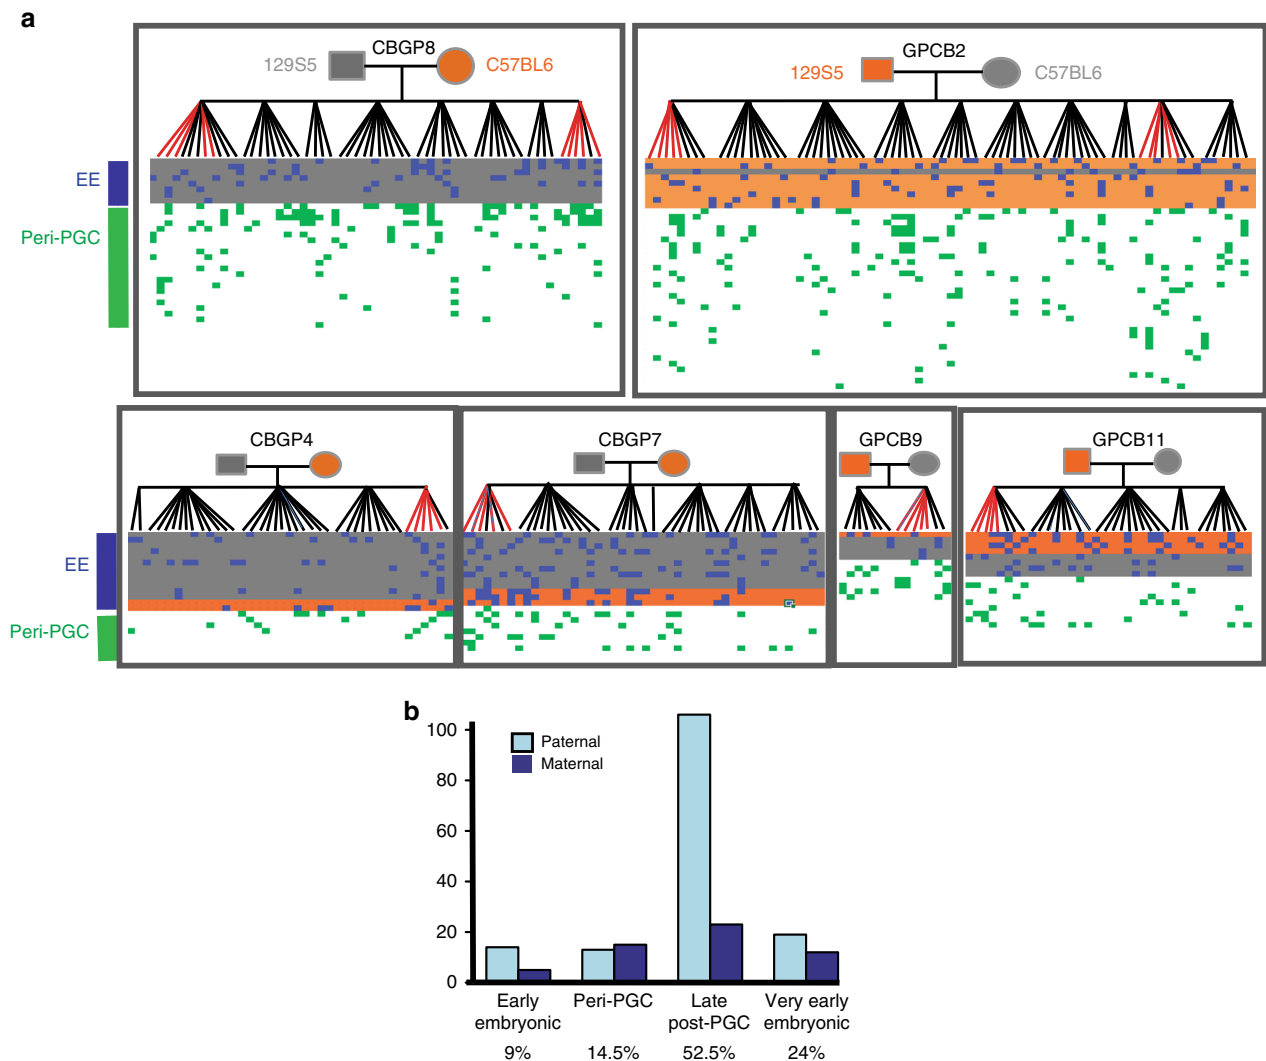 a
CBGP8
129S5
C57BL6
GPCB2
129S5
C57BL6
EE
Peri-PGC
CBGP4
CBGP7
GPCB9
GPCB11
EE
Peri-PGC
b
100
80
60
40
20
0
Paternal
Maternal
Early embryonic
Peri-PGC
Late post-PGC
Very early embryonic
9%
14.5%
52.5%
24%